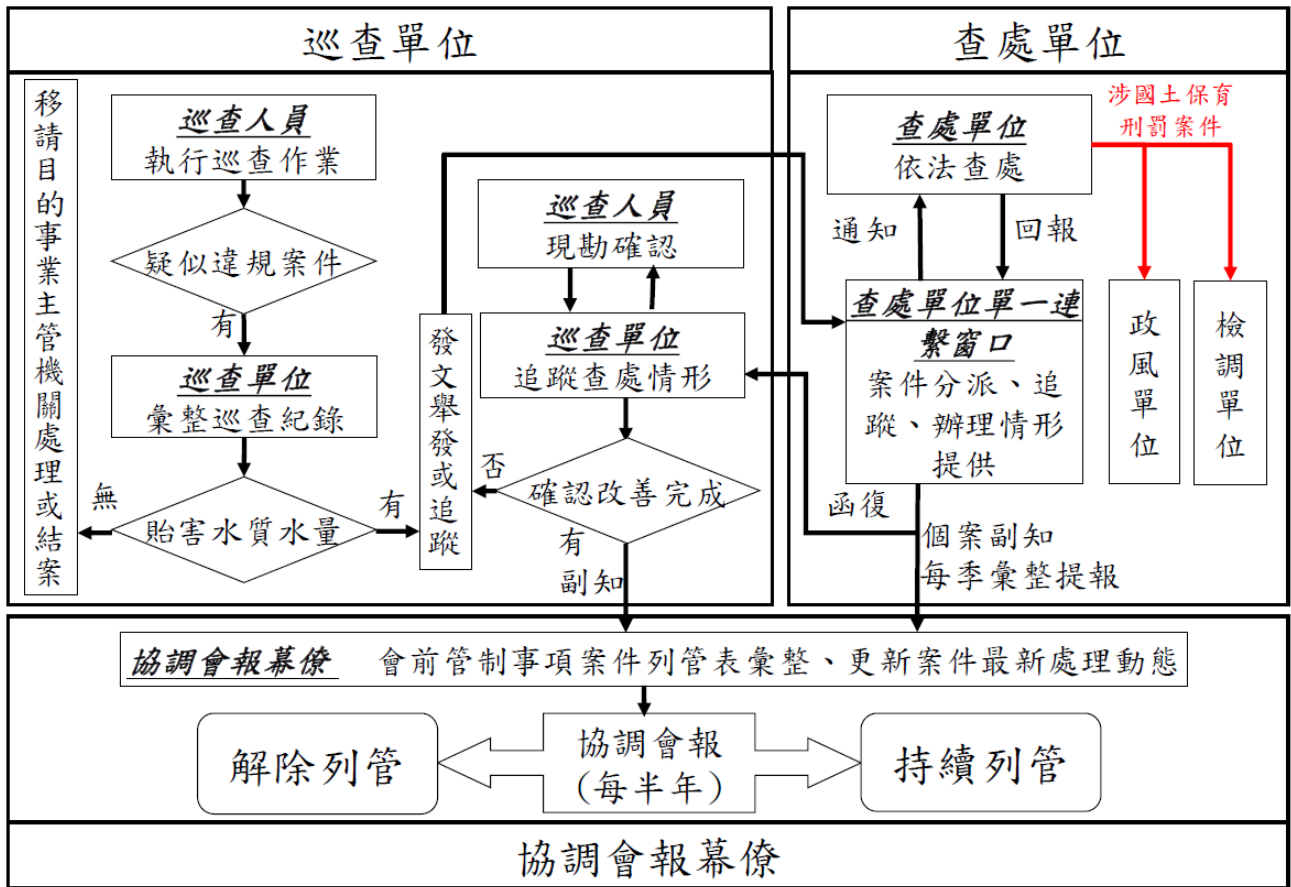 巡查單位
移請目的事業主管機關處理或結案
巡查人員
執行巡查作業
疑似違規案件
有
巡查單位
彙整巡查紀錄
貽害水質水量
無
有
發文舉發或追蹤
巡查人員
現勘確認
巡查單位
追蹤查處情形
確認改善完成
否
有
副知
查處單位
查處單位
依法查處
涉國土保育
刑罰案件
通知
回報
查處單位單一連
繫窗口
案件分派、追
蹤、辦理情形
提供
政風單位
檢調單位
函復
個案副知
每季彙整提報
協調會報幕僚 會前管制事項案件列管表彙整、更新案件最新處理動態
解除列管
協調會報
(每半年)
持續列管
協調會報幕僚